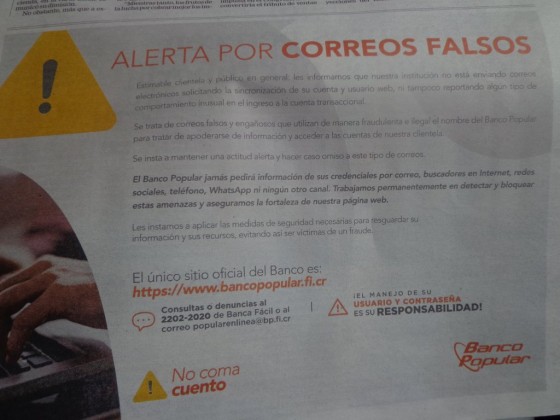 ALERTA POR CORREOS FALSOS
Estimable clientela y público en general, les informamos que nuestra institución no está enviando correos
electrónicos solicitando la sincronización de su cuenta y usuario web, ni tampoco reportando algún tipo de
comportamiento inusual en el ingreso a la cuenta transaccional.
Se trata de correos falsos y engañosos que utilizan de manera fraudulenta e ilegal el nombre del Banco Popular
para tratar de apoderarse de información y acceder a las cuentas de nuestra clientela.
Se insta a mantener una actitud alerta y hacer caso omiso a este tipo de correos.
El Banco Popular jamás pedirá información de sus credenciales por correo, buscadores en Internet, redes
sociales, teléfono, WhatsApp ni ningún otro canal. Trabajamos permanentemente en detectar y bloquear
estas amenazas y aseguramos la fortaleza de nuestra página web.
Les instamos a aplicar las medidas de seguridad necesarias para resguardar su
información y sus recursos, evitando así ser víctimas de un fraude.
El único sitio oficial del Banco es:
https://www.bancopopular.fi.cr
Consultas o denuncias al
2202-2020 de Banca Fácil o al
correo popularenlinea@bp.fi.cr
¡EL MANEJO DE SU
USUARIO Y CONTRASEÑA
ES SU RESPONSABILIDAD!
Banco
Popular
No coma
cuento